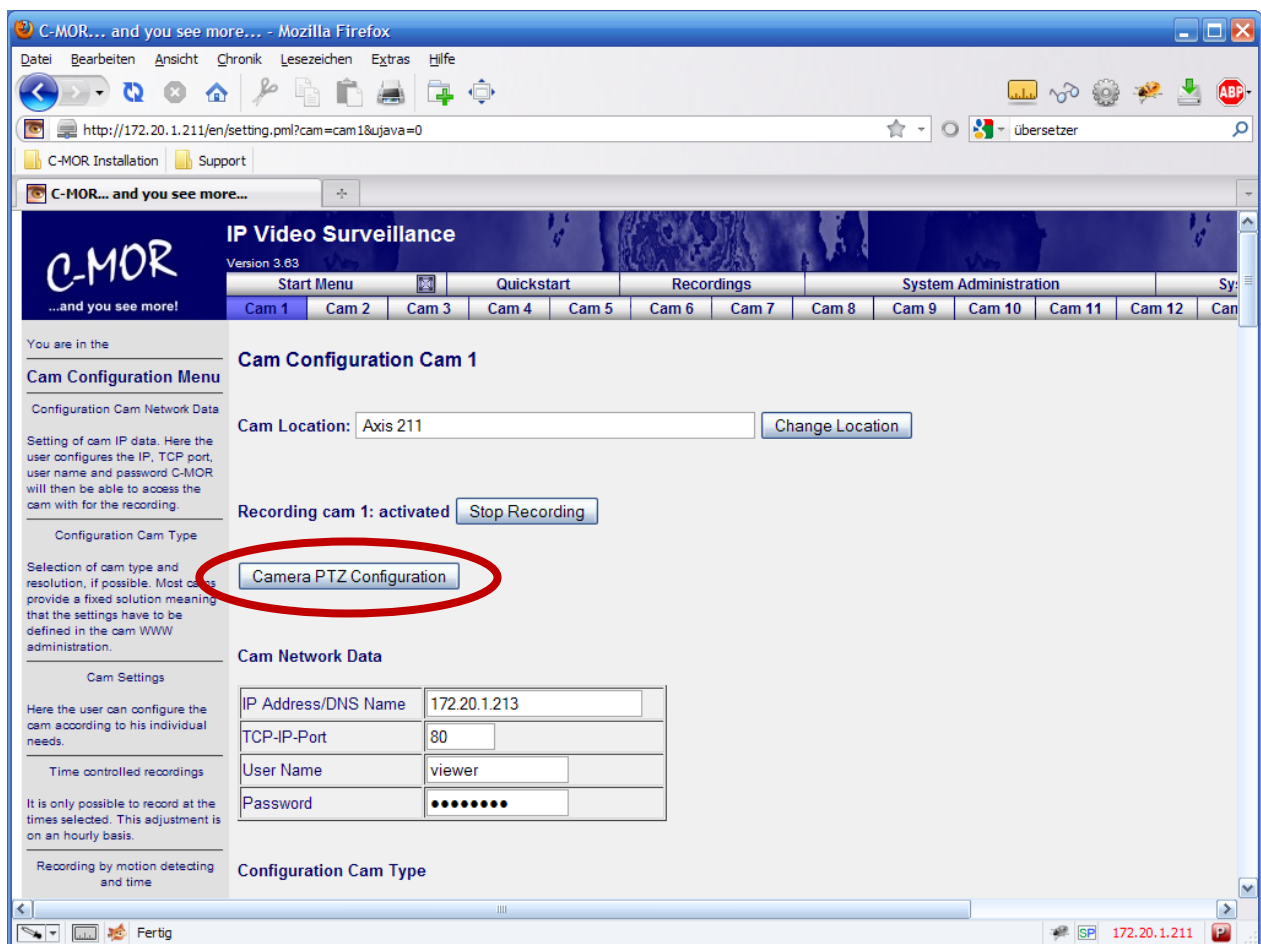 C-MOR... and you see more... - Mozilla Firefox
Datei Bearbeiten Ansicht Chronik Lesezeichen Extras Hilfe
ABP
http://172.20.1.211/en/setting.pml?cam=cam1&ujava=0
übersetzer
C-MOR Installation Support
C-MOR... and you see more...
C-MOR
...and you see more!
IP Video Surveillance
Version 3.63
Start Menu Quickstart Recordings System Administration Sys
Cam 1 Cam 2 Cam 3 Cam 4 Cam 5 Cam 6 Cam 7 Cam 8 Cam 9 Cam 10 Cam 11 Cam 12 Can
You are in the
Cam Configuration Menu
Configuration Cam Network Data
Setting of cam IP data. Here the
user configures the IP, TCP port,
user name and password C-MOR
will then be able to access the
cam with for the recording.
Configuration Cam Type
Selection of cam type and
resolution, if possible. Most cams
provide a fixed solution meaning
that the settings have to be
defined in the cam WWW
administration.
Cam Settings
Here the user can configure the
cam according to his individual
needs.
Time controlled recordings
It is only possible to record at the
times selected. This adjustment is
on an hourly basis.
Recording by motion detecting
and time
Cam Configuration Cam 1
Cam Location: Axis 211 Change Location
Recording cam 1: activated Stop Recording
Camera PTZ Configuration
Cam Network Data
IP Address/DNS Name 172.20.1.213
TCP-IP-Port 80
User Name viewer
Password ••••••••
Configuration Cam Type
Fertig
SP 172.20.1.211